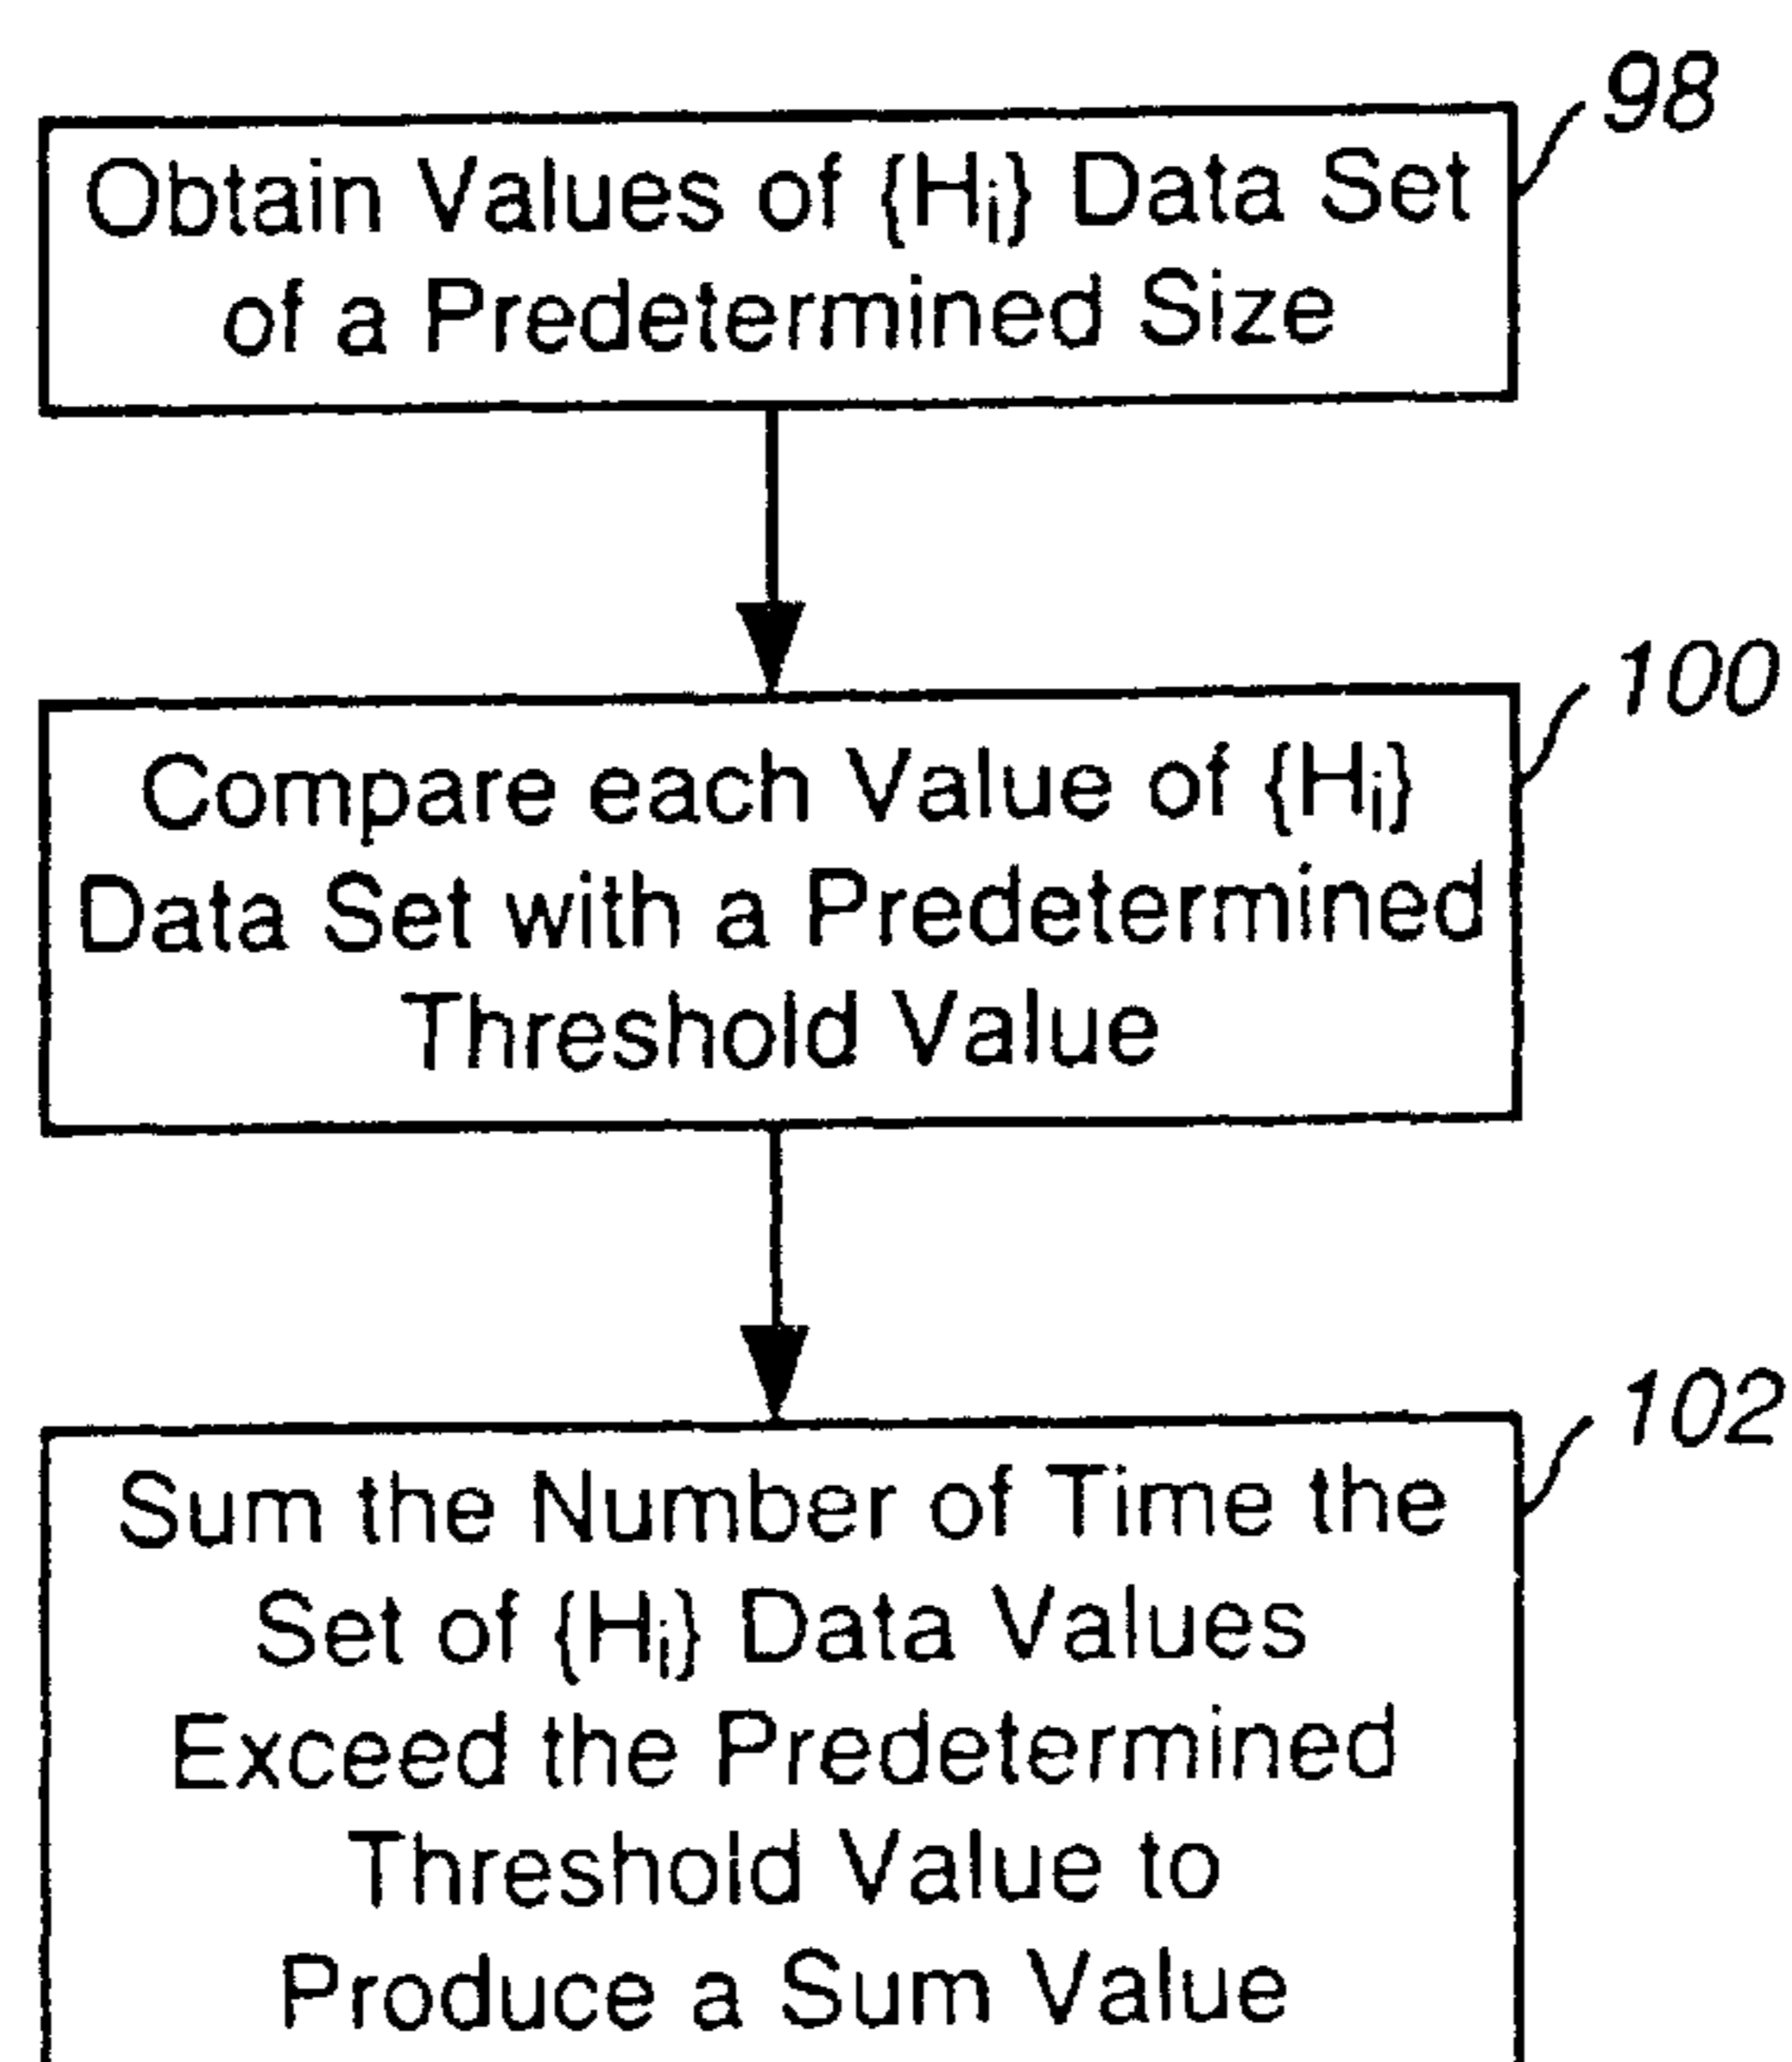 98
Obtain Values of {Hi} Data Set
of a Predetermined Size
100
Compare each Value of {Hi}
Data Set with a Predetermined
Threshold Value
102
Sum the Number of Time the
Set of {Hi} Data Values
Exceed the Predetermined
Threshold Value to
Produce a Sum Value